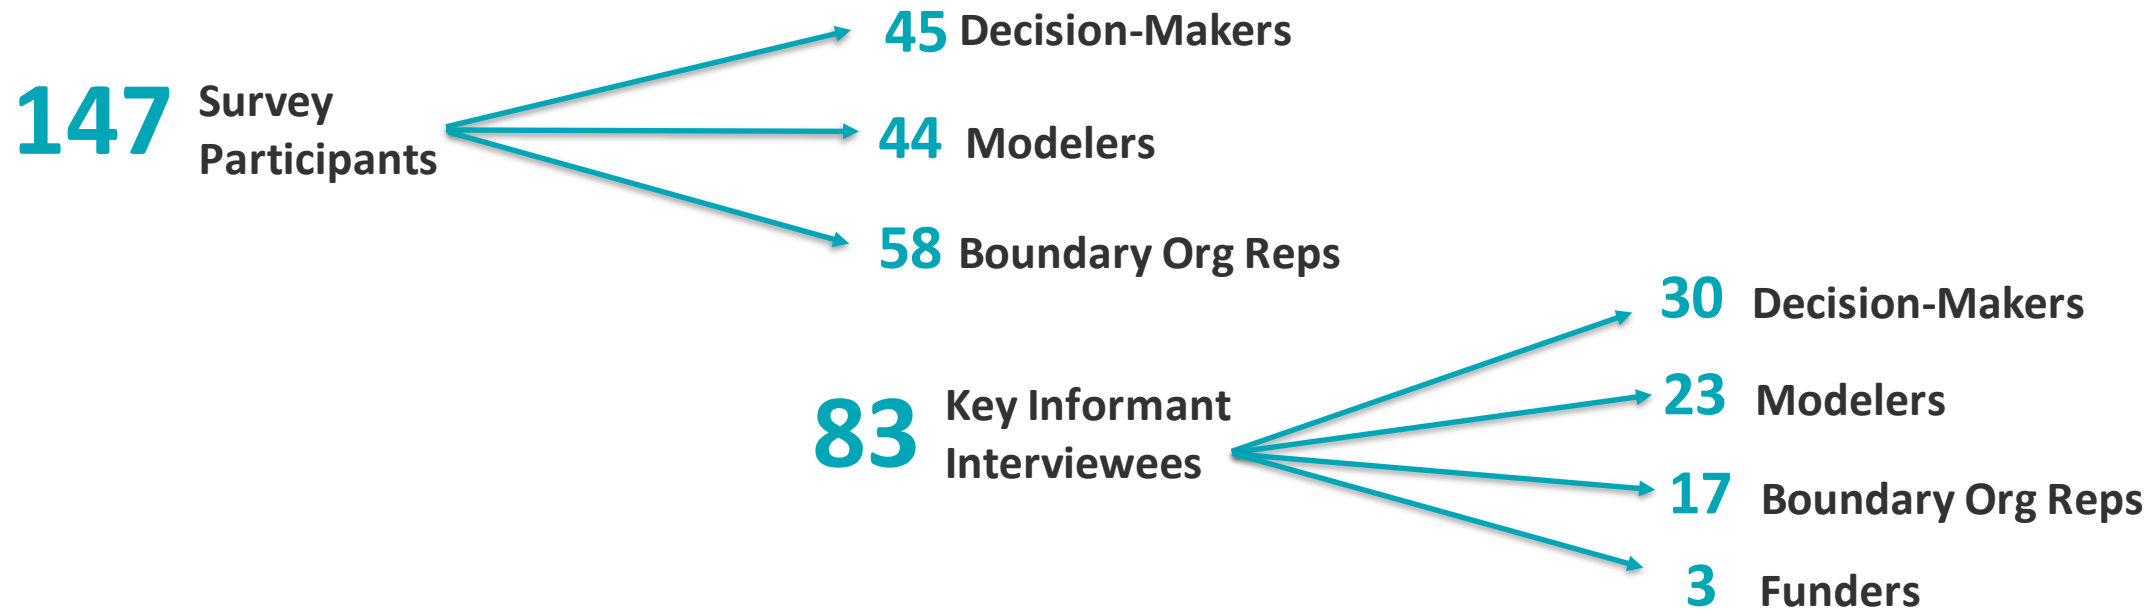 147 Survey
Participants
45 Decision-Makers
44 Modelers
58 Boundary Org Reps
83 Key Informant
Interviewees
30 Decision-Makers
23 Modelers
17 Boundary Org Reps
3 Funders